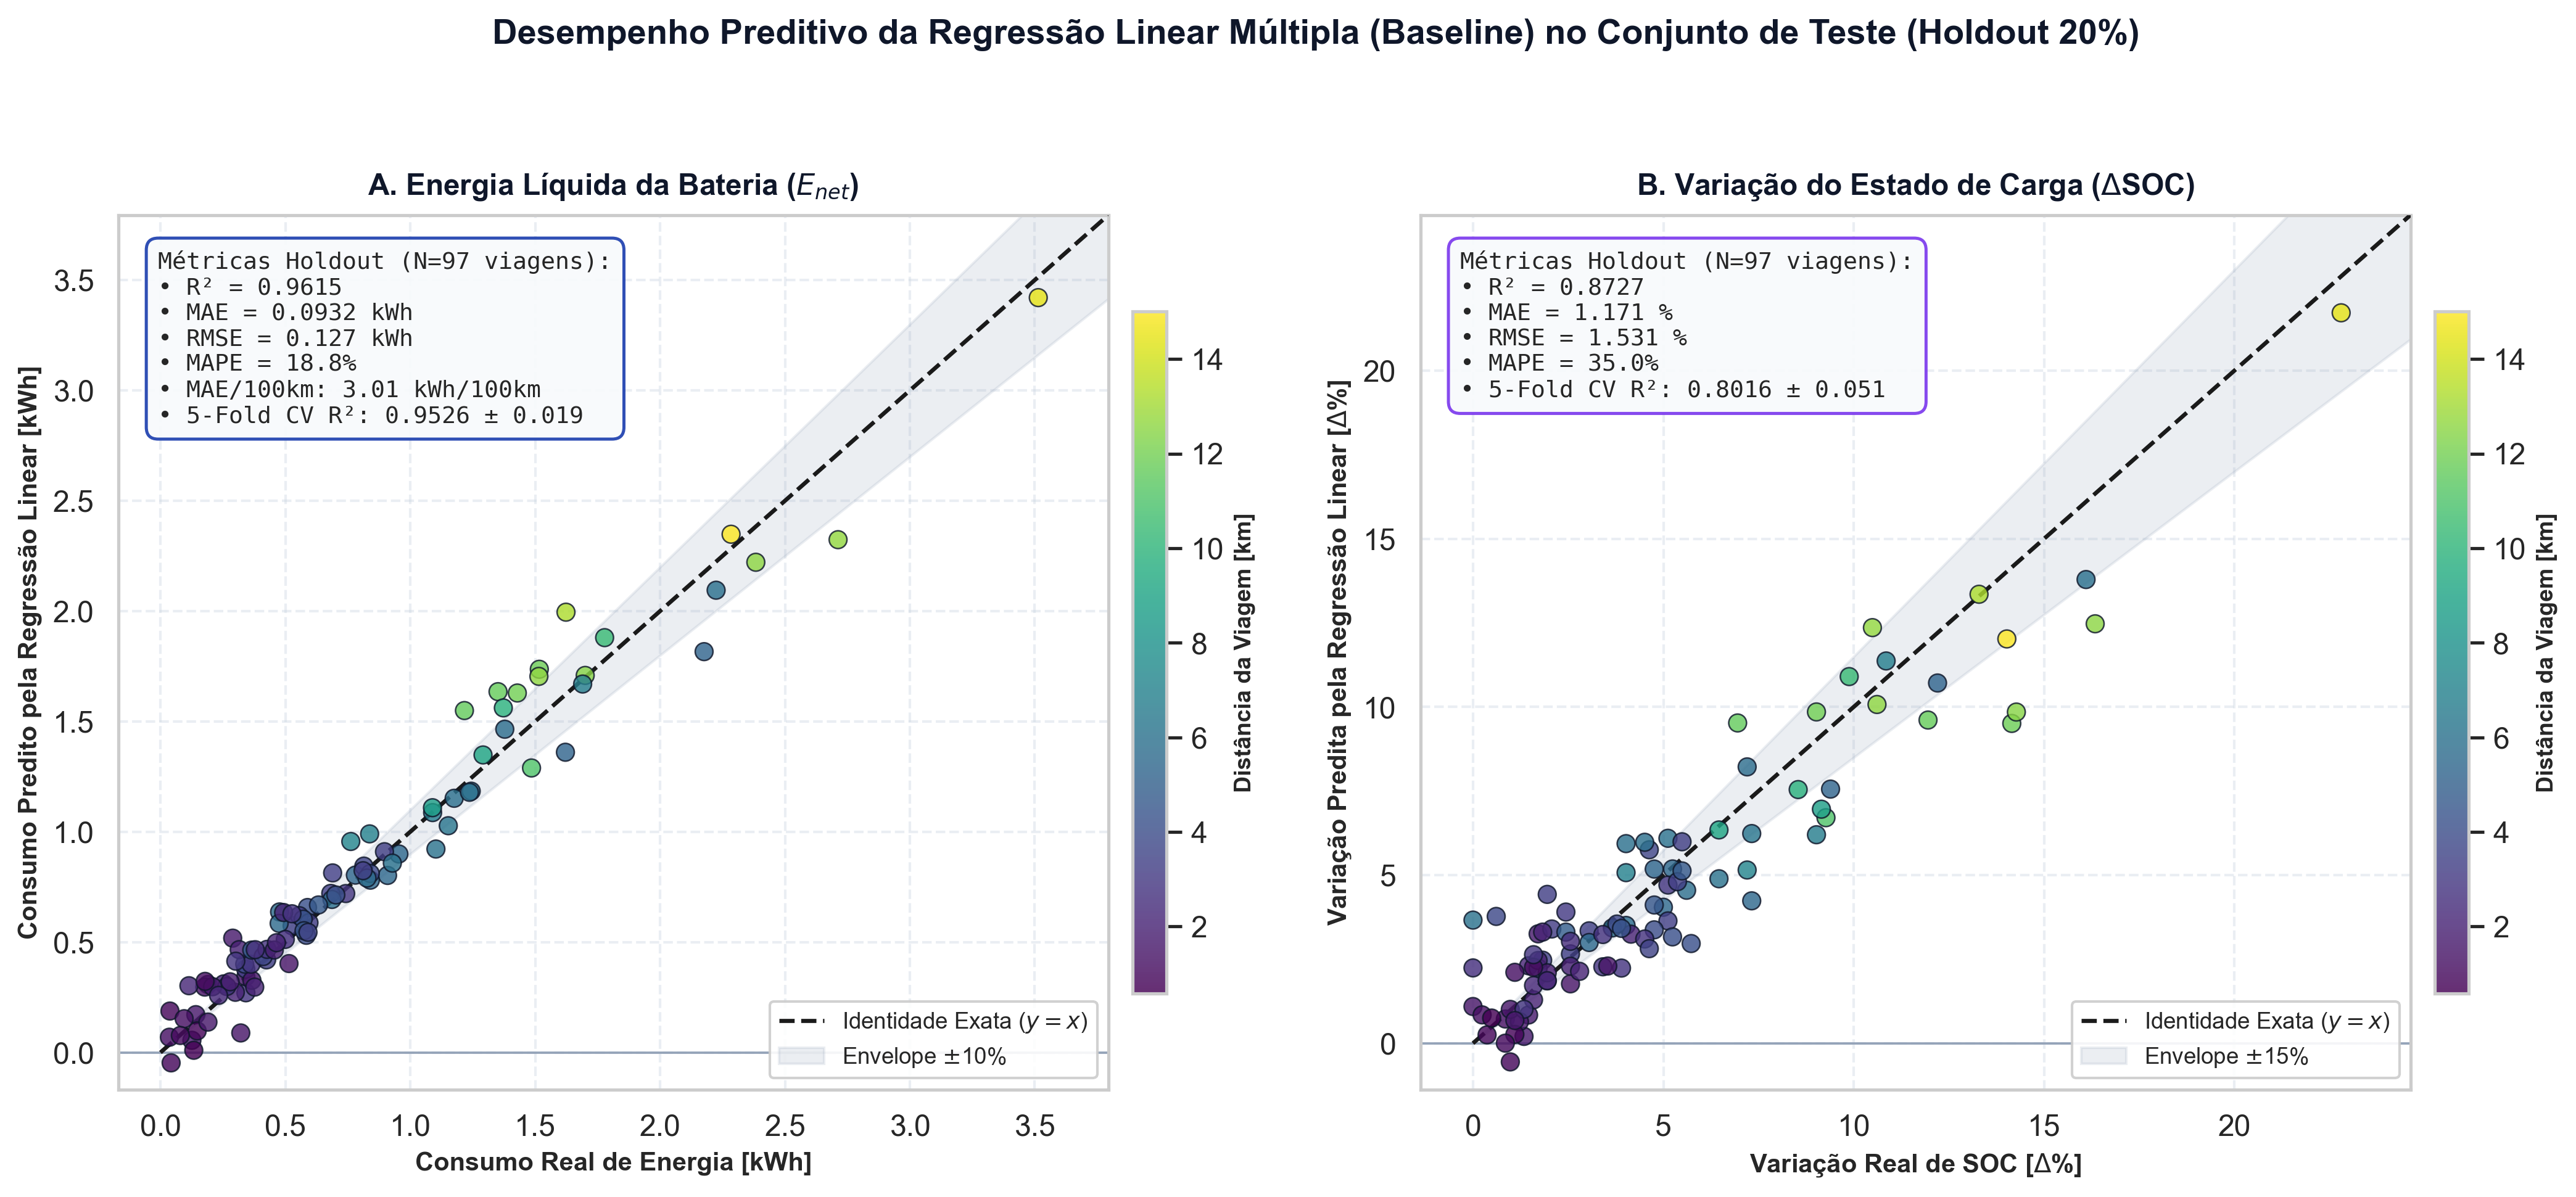 Desempenho Preditivo da Regressão Linear Múltipla (Baseline) no Conjunto de Teste (Holdout 20%)
A. Energia Líquida da Bateria (E_net)
Métricas Holdout (N=97 viagens):
• R² = 0.9615
• MAE = 0.0932 kWh
• RMSE = 0.127 kWh
• MAPE = 18.8%
• MAE/100km: 3.01 kWh/100km
• 5-Fold CV R²: 0.9526 ± 0.019
Consumo Predito pela Regressão Linear [kWh]
3.5
3.0
2.5
2.0
1.5
1.0
0.5
0.0
0.0 0.5 1.0 1.5 2.0 2.5 3.0 3.5
Consumo Real de Energia [kWh]
Identidade Exata (y = x)
Envelope ±10%
14
12
10
8
6
4
2
Distância da Viagem [km]
B. Variação do Estado de Carga (ΔSOC)
Métricas Holdout (N=97 viagens):
• R² = 0.8727
• MAE = 1.171 %
• RMSE = 1.531 %
• MAPE = 35.0%
• 5-Fold CV R²: 0.8016 ± 0.051
Variação Predita pela Regressão Linear [Δ%]
20
15
10
5
0
0 5 10 15 20
Variação Real de SOC [Δ%]
Identidade Exata (y = x)
Envelope ±15%
14
12
10
8
6
4
2
Distância da Viagem [km]